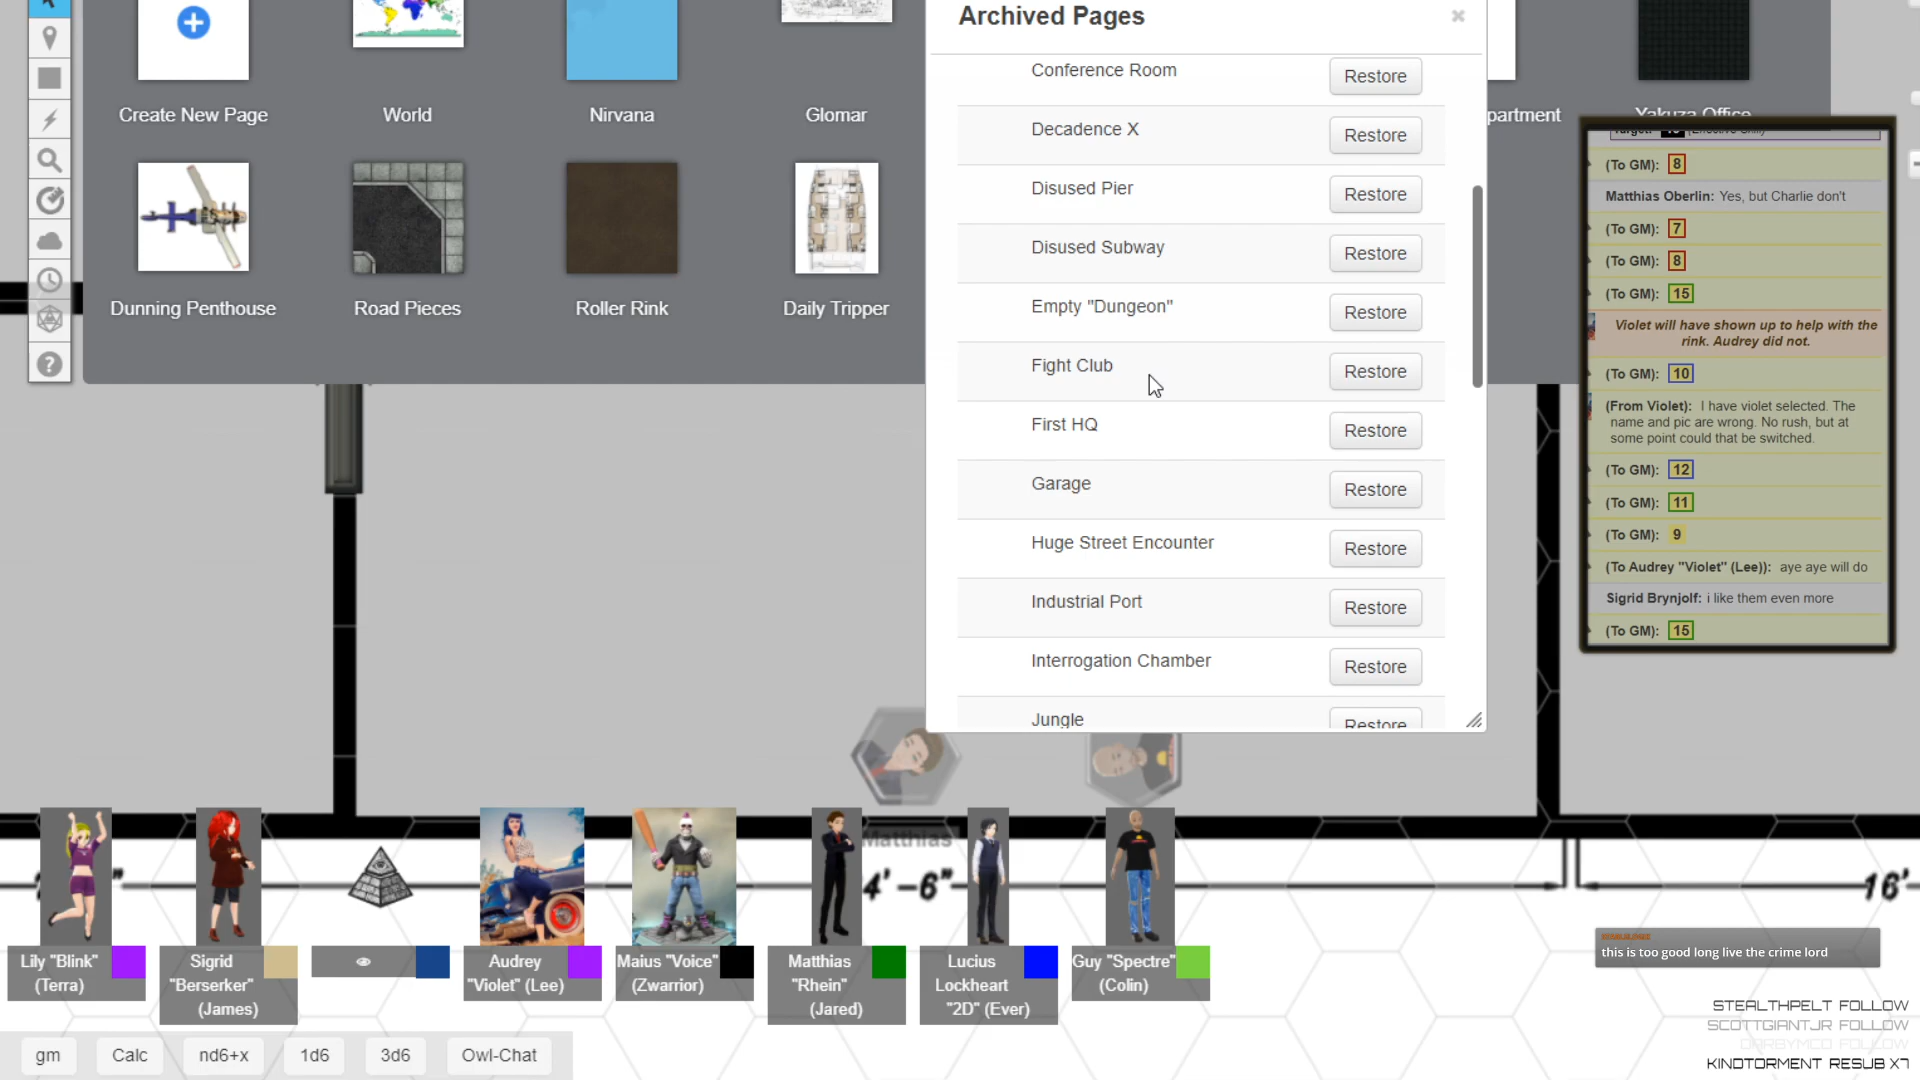 Archived Pages
×
Create New Page
World
Nirvana
Glomar
partment
Yakuza Office
Dunning Penthouse
Road Pieces
Roller Rink
Daily Tripper
Conference Room
Restore
Decadence X
Restore
Disused Pier
Restore
Disused Subway
Restore
Empty "Dungeon"
Restore
Fight Club
Restore
First HQ
Restore
Garage
Restore
Huge Street Encounter
Restore
Industrial Port
Restore
Interrogation Chamber
Restore
Jungle
Restore
(To GM): 8
Matthias Oberlin: Yes, but Charlie don't
(To GM): 7
(To GM): 8
(To GM): 15
Violet will have shown up to help with the
rink. Audrey did not.
(To GM): 10
(From Violet): I have violet selected. The
name and pic are wrong. No rush, but at
some point could that be switched.
(To GM): 12
(To GM): 11
(To GM): 9
(To Audrey "Violet" (Lee)): aye aye will do
Sigrid Brynjolf: i like them even more
(To GM): 15
Matthias
4' –6"
16'
Lily "Blink"
(Terra)
Sigrid
"Berserker"
(James)
Audrey
"Violet" (Lee)
Maius "Voice"
(Zwarrior)
Matthias
"Rhein"
(Jared)
Lucius
Lockheart
"2D" (Ever)
Guy "Spectre"
(Colin)
this is too good long live the crime lord
STEALTHPELT FOLLOW
SCOTTGIANTJR FOLLOW
DARBYMCD FOLLOW
KINDTORMENT RESUB X7
gm
Calc
nd6+x
1d6
3d6
Owl-Chat